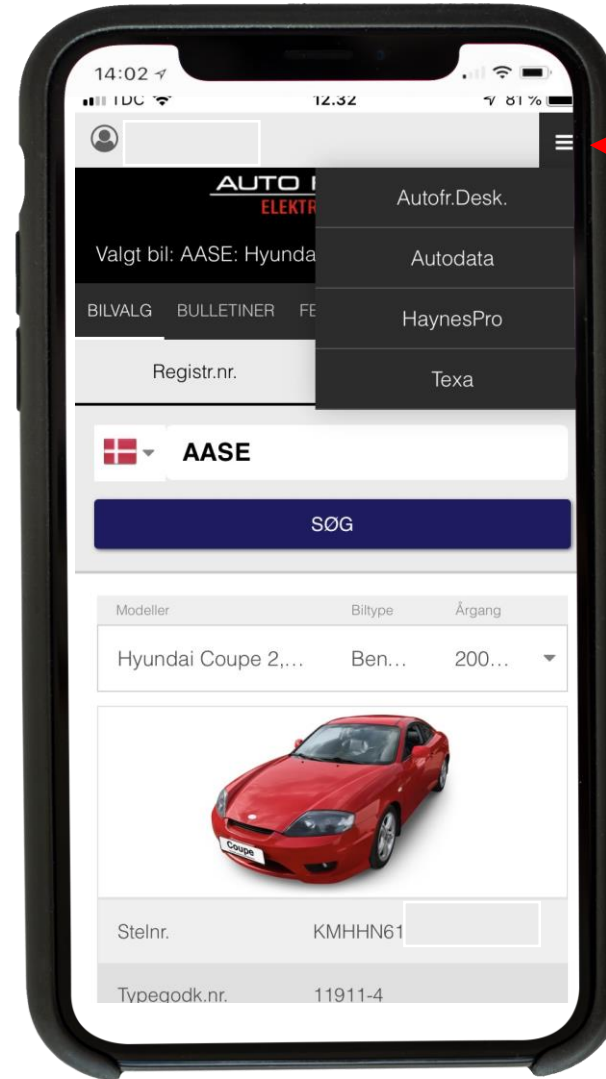 14:02
TDC 12.32 81 %
AUTO
Autofr.Desk.
Valgt bil: AASE: Hyunda
Autodata
BILVALG BULLETINER FE
HaynesPro
Registr.nr.
Texa
AASE
SØG
Modeller Biltype Årgang
Hyundai Coupe 2,... Ben... 200...
Coupe
Stelnr. KMHHN61
Typegodk.nr. 11911-4